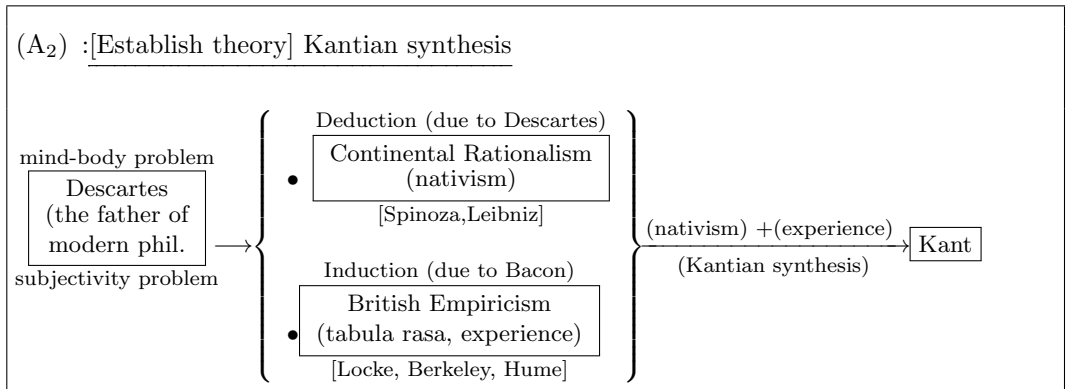 (A₂) :[Establish theory] Kantian synthesis
mind-body problem
Descartes
(the father of
modern phil.
subjectivity problem
Deduction (due to Descartes)
• Continental Rationalism
(nativism)
[Spinoza,Leibniz]
Induction (due to Bacon)
British Empiricism
• (tabula rasa, experience)
[Locke, Berkeley, Hume]
(nativism) +(experience)
(Kantian synthesis)
Kant